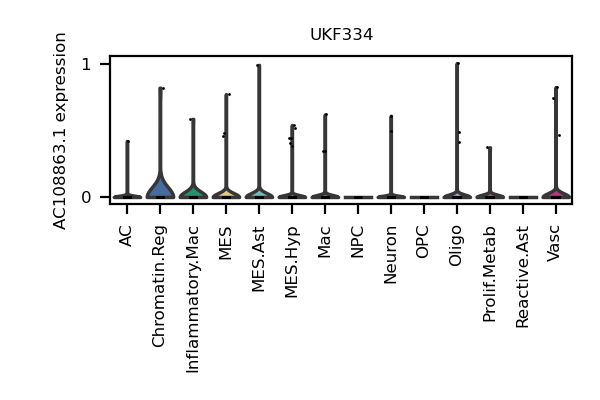 UKF334
AC108863.1 expression
1
0
AC
Chromatin.Reg
Inflammatory.Mac
MES
MES.Ast
MES.Hyp
Mac
NPC
Neuron
OPC
Oligo
Prolif.Metab
Reactive.Ast
Vasc